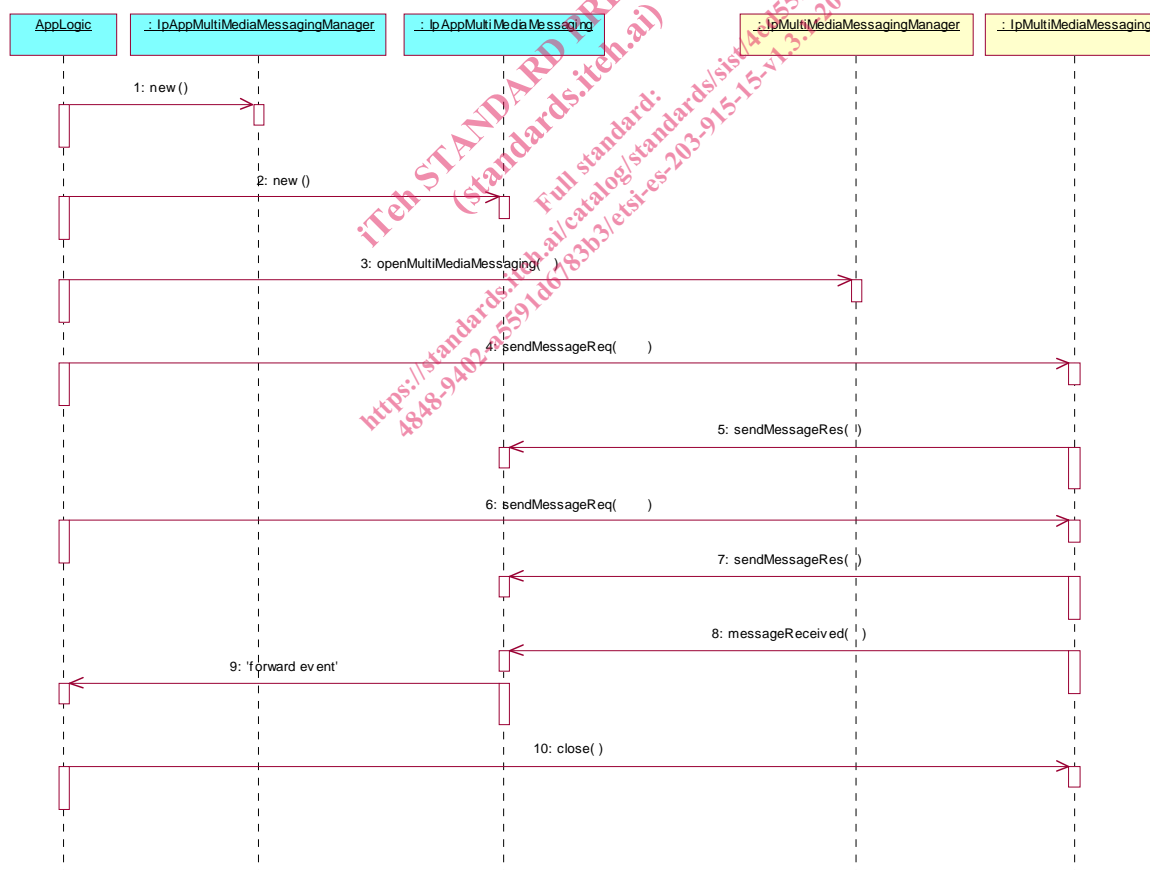 AppLogic
: IpAppMultiMediaMessagingManager
: IpAppMultiMediaMessaging
: IpMultiMediaMessagingManager
: IpMultiMediaMessaging
1: new()
2: new()
3: openMultiMediaMessaging( )
4: sendMessageReq( )
5: sendMessageRes( )
6: sendMessageReq( )
7: sendMessageRes( )
8: messageReceived( )
9: 'forward event'
10: close( )
iTeh STANDARD
(standards.iteh.ai)
Full standard:
https://standards.iteh.ai/catalog/standards/sist/
4848-9402-a5591d6783b3/etsi-es-203-915-15-v1.3.1-20